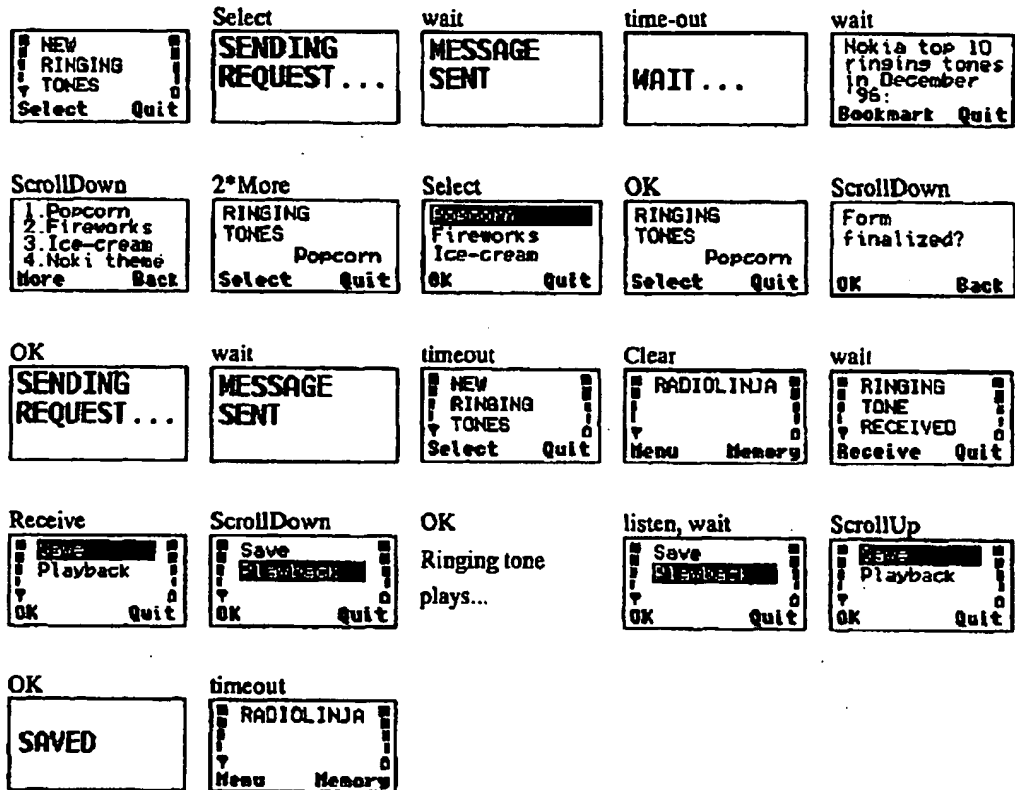 NEW
RINGING
TONES
Select Quit
Select
SENDING
REQUEST...
wait
MESSAGE
SENT
time-out
WAIT...
wait
Nokia top 10
ringing tones
in December
'96:
Bookmark Quit
ScrollDown
1.Popcorn
2.Fireworks
3.Ice-cream
4.Noki theme
More Back
2*More
RINGING
TONES
Popcorn
Select Quit
Select
Popcorn
Fireworks
Ice-cream
OK Quit
OK
RINGING
TONES
Popcorn
Select Quit
ScrollDown
Form
finalized?
OK Back
OK
SENDING
REQUEST...
wait
MESSAGE
SENT
timeout
NEW
RINGING
TONES
Select Quit
Clear
RADIOLINJA
Menu Memory
wait
RINGING
TONE
RECEIVED
Receive Quit
Receive
Save
Playback
OK Quit
ScrollDown
Save
Playback
OK Quit
OK
Ringing tone
plays...
listen, wait
Save
Playback
OK Quit
ScrollUp
Save
Playback
OK Quit
OK
SAVED
timeout
RADIOLINJA
Menu Memory